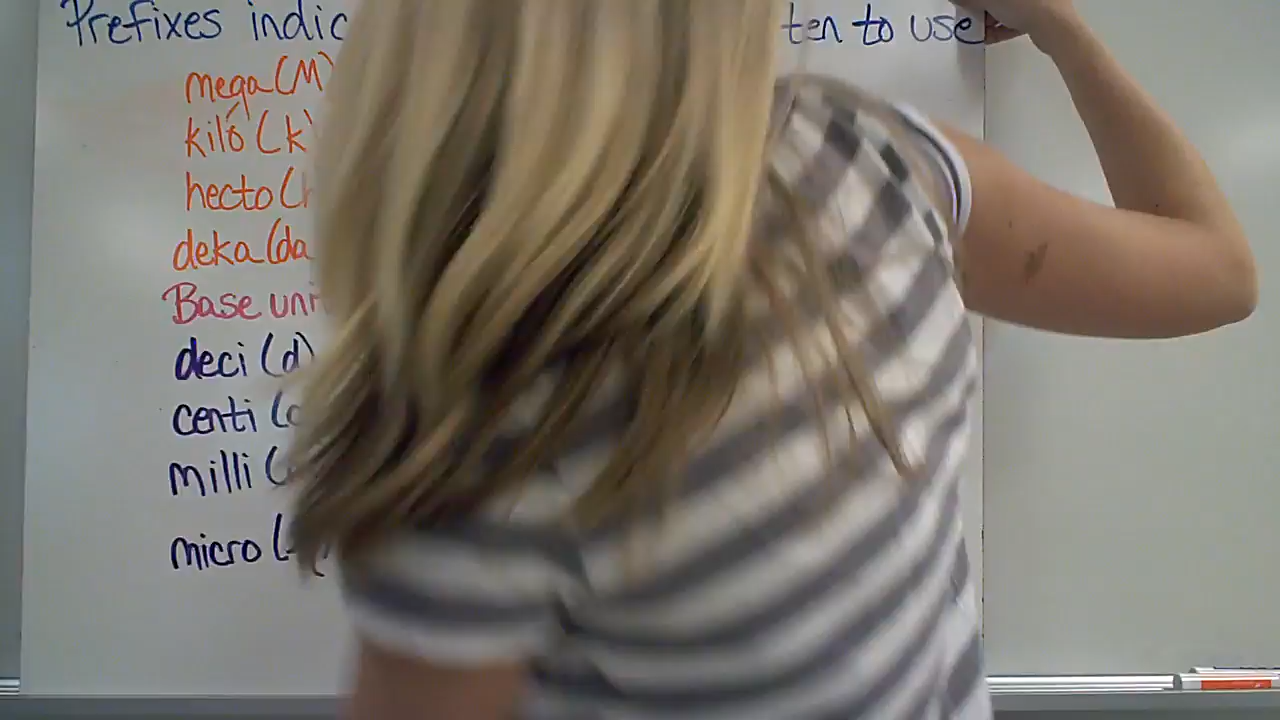 Prefixes indic ten to use
mega (M)
kilo (k)
hecto (h
deka (da
Base uni
deci (d)
centi (c
milli (
micro (